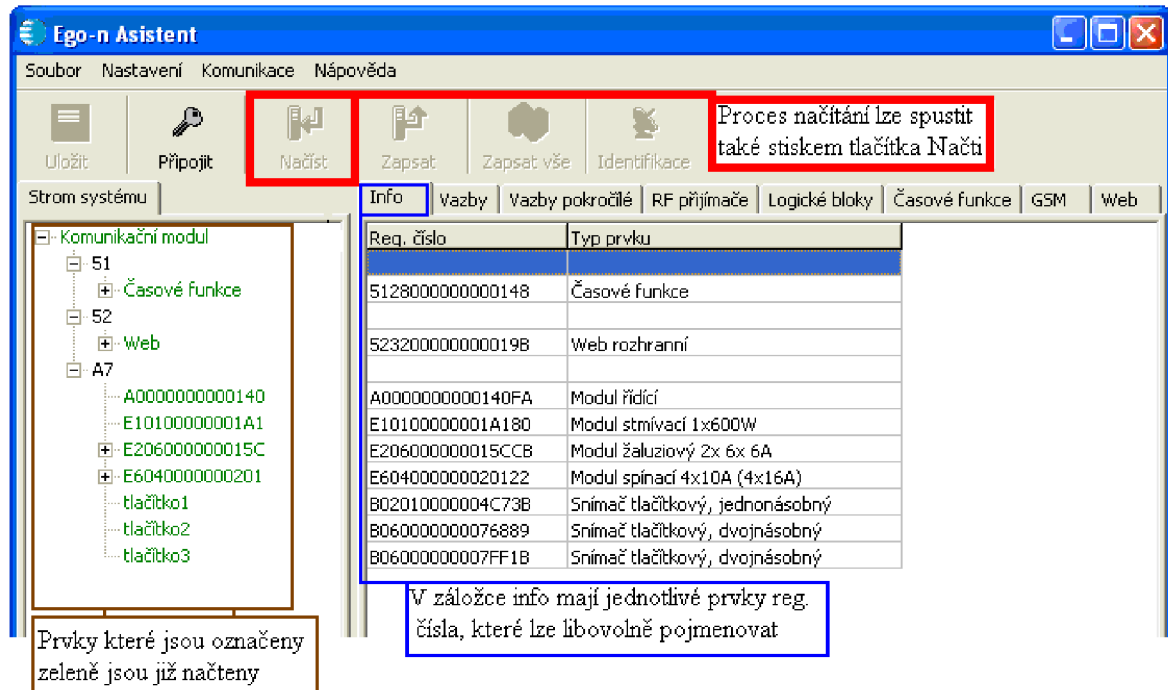 Ego-n Asistent
Soubor Nastavení Komunikace Nápověda
Uložit Připojit Načíst Zapsat Zapsat vše Identifikace
Proces načítání lze spustit
také stiskem tlačítka Načti
Strom systému
Info Vazby Vazby pokročilé RF přijímače Logické bloky Časové funkce GSM Web
Komunikační modul
51
Časové funkce
52
Web
A7
A0000000000140
E10100000001A1
E206000000015C
E6040000000201
tlačítko1
tlačítko2
tlačítko3
Reg. číslo Typ prvku
5128000000000148 Časové funkce
523200000000019B Web rozhranní
A0000000000140FA Modul řídící
E10100000001A180 Modul stmívací 1x600W
E206000000015CCB Modul žaluziový 2x 6x 6A
E604000000020122 Modul spínací 4x10A (4x16A)
B02010000004C73B Snímač tlačítkový, jednonásobný
B060000000076889 Snímač tlačítkový, dvojnásobný
B06000000007FF1B Snímač tlačítkový, dvojnásobný
V záložce info mají jednotlivé prvky reg.
čísla, které lze libovolně pojmenovat
Prvky které jsou označeny
zeleně jsou již načteny